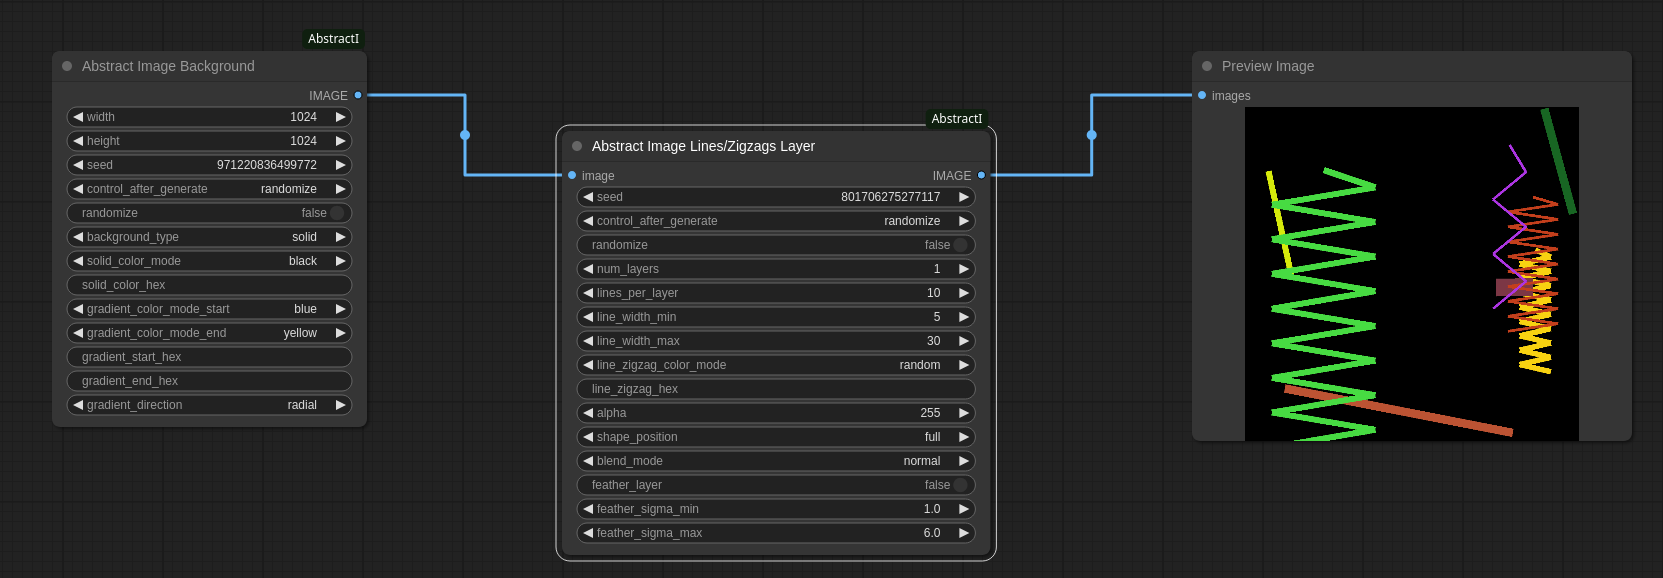 AbstractI
Abstract Image Background
IMAGE
width 1024
height 1024
seed 971220836499772
control_after_generate randomize
randomize false
background_type solid
solid_color_mode black
solid_color_hex
gradient_color_mode_start blue
gradient_color_mode_end yellow
gradient_start_hex
gradient_end_hex
gradient_direction radial
AbstractI
Abstract Image Lines/Zigzags Layer
image IMAGE
seed 801706275277117
control_after_generate randomize
randomize false
num_layers 1
lines_per_layer 10
line_width_min 5
line_width_max 30
line_zigzag_color_mode random
line_zigzag_hex
alpha 255
shape_position full
blend_mode normal
feather_layer false
feather_sigma_min 1.0
feather_sigma_max 6.0
Preview Image
images